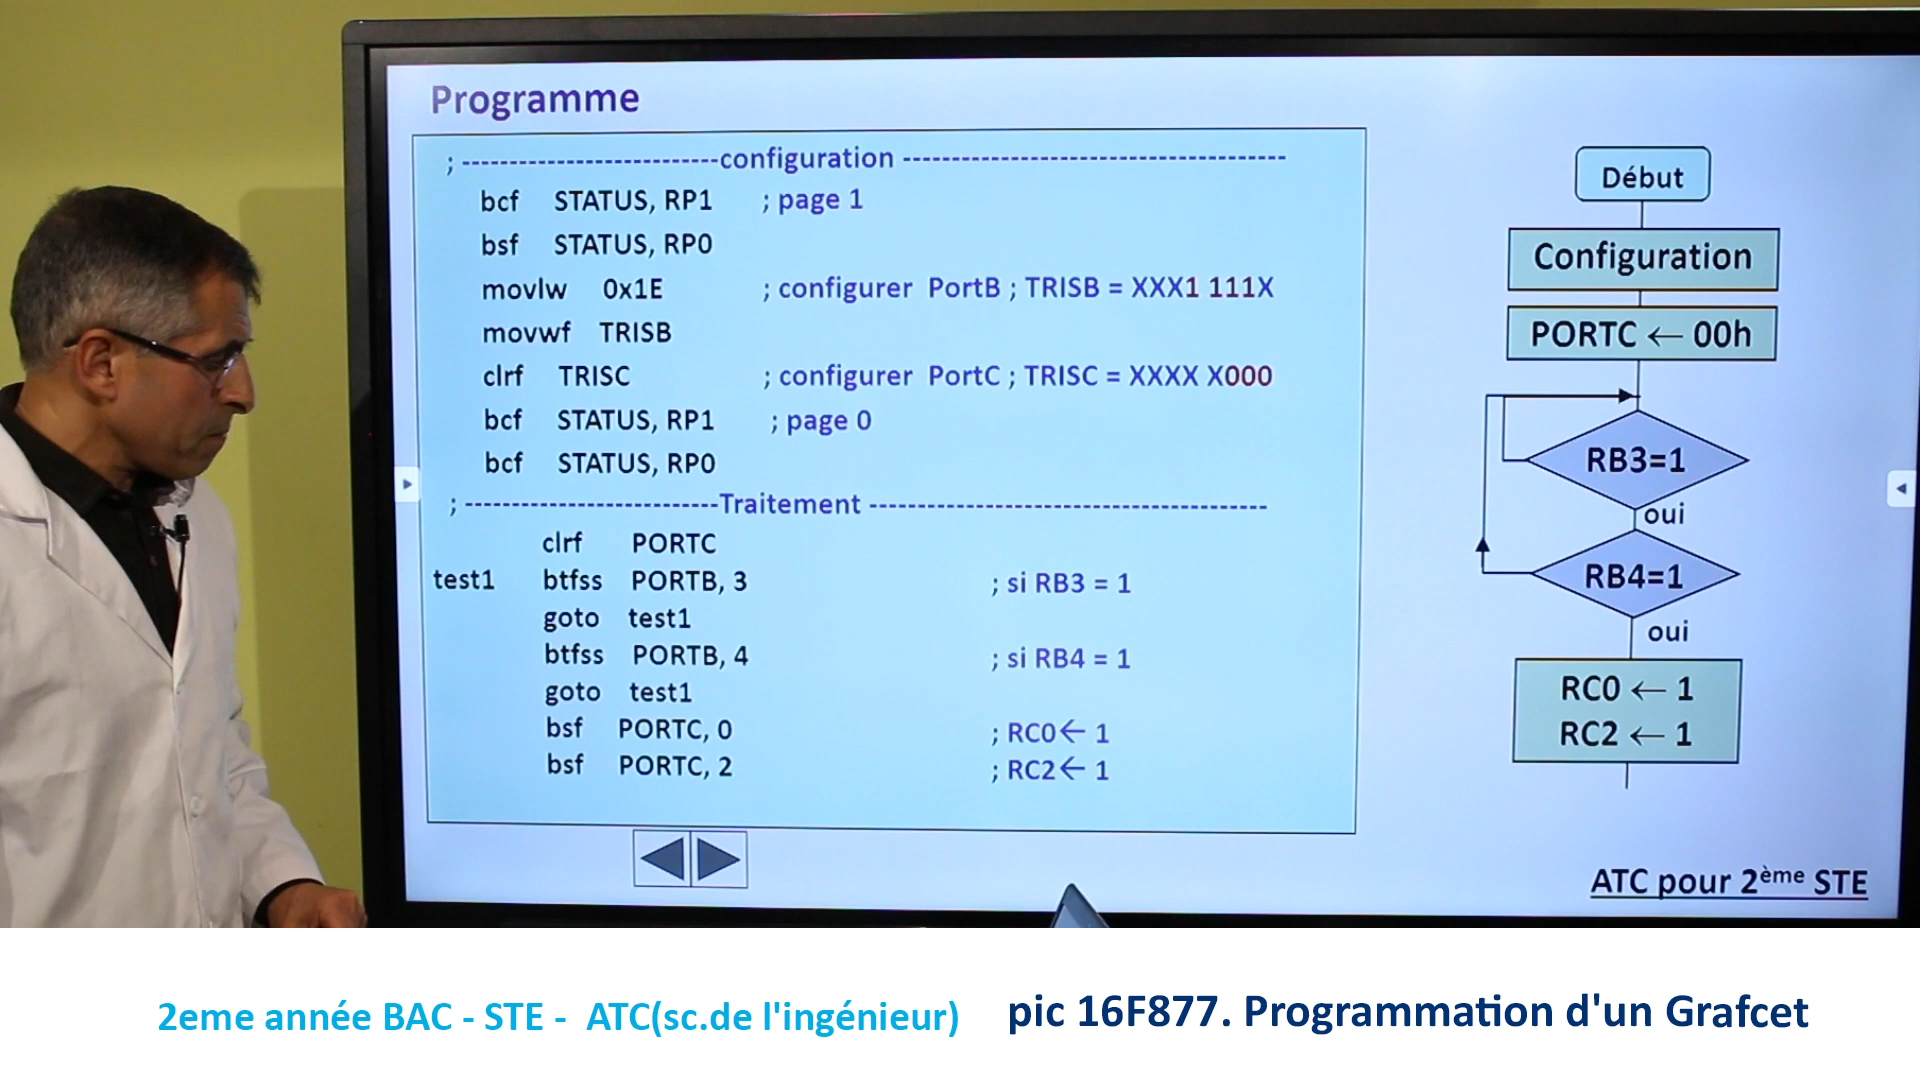 Programme
; ---------------------------configuration ----------------------------------------
bcf STATUS, RP1 ; page 1
bsf STATUS, RP0
movlw 0x1E ; configurer PortB ; TRISB = XXX1 111X
movwf TRISB
clrf TRISC ; configurer PortC ; TRISC = XXXX X000
bcf STATUS, RP1 ; page 0
bcf STATUS, RP0
; ---------------------------Traitement ------------------------------------------
clrf PORTC
test1 btfss PORTB, 3 ; si RB3 = 1
goto test1
btfss PORTB, 4 ; si RB4 = 1
goto test1
bsf PORTC, 0 ; RC0← 1
bsf PORTC, 2 ; RC2← 1
Début
Configuration
PORTC ← 00h
RB3=1
oui
RB4=1
oui
RC0 ← 1
RC2 ← 1
ATC pour 2ème STE
2eme année BAC - STE - ATC(sc.de l'ingénieur)
pic 16F877. Programmation d'un Grafcet